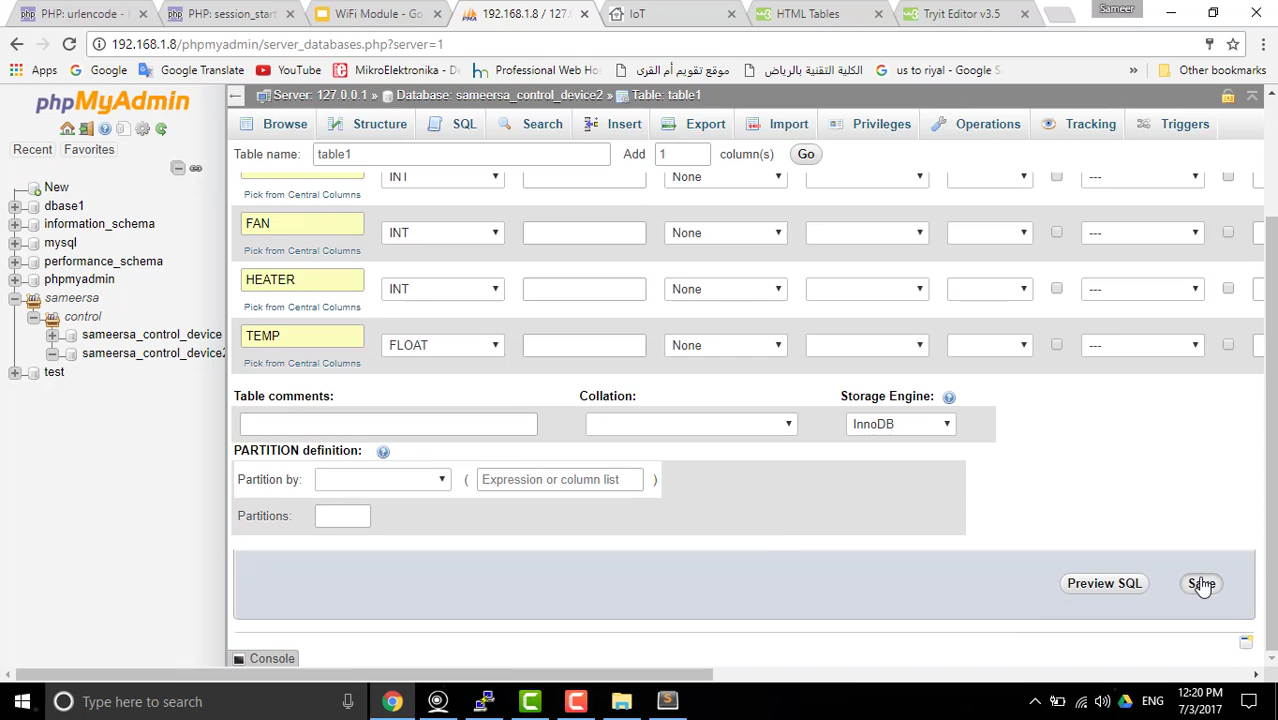 PHP: urlencode - PHP: session_start WiFi Module - Go 192.168.1.8 / 127. IoT HTML Tables Tryit Editor v3.5 Sameer
192.168.1.8/phpmyadmin/server_databases.php?server=1
Apps Google Google Translate YouTube MikroElektronika - De Professional Web Hos موقع تقويم أم القرى الكلية التقنية بالرياض us to riyal - Google S » Other bookmarks
phpMyAdmin
Server: 127.0.0.1 » Database: sameersa_control_device2 » Table: table1
Browse Structure SQL Search Insert Export Import Privileges Operations Tracking Triggers
Recent Favorites
Table name: table1 Add 1 column(s) Go
INT None ---
Pick from Central Columns
New
dbase1
information_schema
mysql
performance_schema
phpmyadmin
sameersa
control
sameersa_control_device
sameersa_control_device2
test
FAN INT None ---
Pick from Central Columns
HEATER INT None ---
Pick from Central Columns
TEMP FLOAT None ---
Pick from Central Columns
Table comments: Collation: Storage Engine:
InnoDB
PARTITION definition:
Partition by: ( Expression or column list )
Partitions:
Preview SQL Save
Console
Type here to search
ENG
12:20 PM
7/3/2017